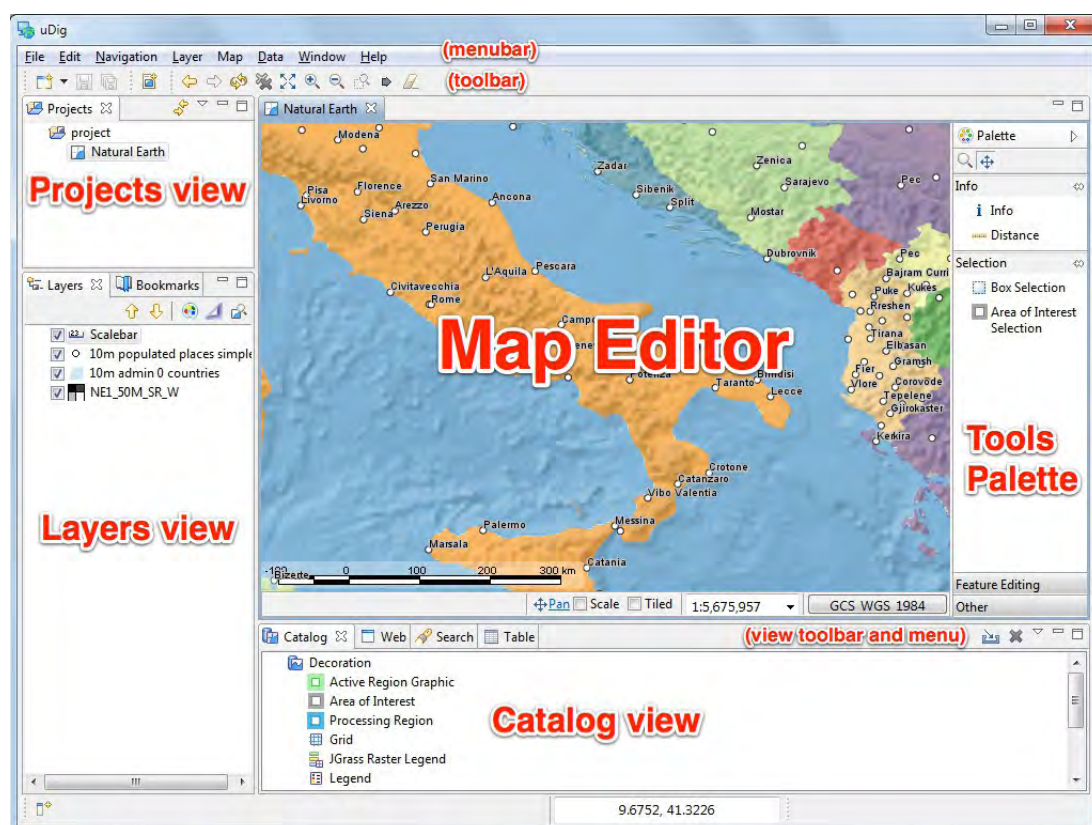 uDig
File Edit Navigation Layer Map Data Window Help
(menubar)
(toolbar)
Projects
project
Natural Earth
Projects view
Layers
Bookmarks
Scalebar
10m populated places simple
10m admin 0 countries
NE1_50M_SR_W
Layers view
Natural Earth
Modena
Zadar
Zenica
Pec
Pisa
Florence
San Marino
Sibenik
Sarajevo
Livorno
Arezzo
Ancona
Split
Siena
Perugia
Mostar
Dubrovnik
Pec
L'Aquila
Pescara
Bajram Curri
Civitavecchia
Puke
Kukës
Rome
Rreshen
Campo
Tirana
Map Editor
Elbasan
Gramsh
Potenza
Brindisi
Fier
Taranto
Vlore
Corovode
Lecce
Tepelene
Gjirokaster
Kerkira
Crotone
Catanzaro
Vibo Valentia
Palermo
Messina
Marsala
Catania
Bizerte
-100 0 100 200 300 km
Pan Scale Tiled 1:5,675,957 GCS WGS 1984
Palette
Info
Info
Distance
Selection
Box Selection
Area of Interest
Selection
Tools
Palette
Feature Editing
Other
Catalog Web Search Table
(view toolbar and menu)
Decoration
Active Region Graphic
Area of Interest
Processing Region
Grid
JGrass Raster Legend
Legend
Catalog view
9.6752, 41.3226